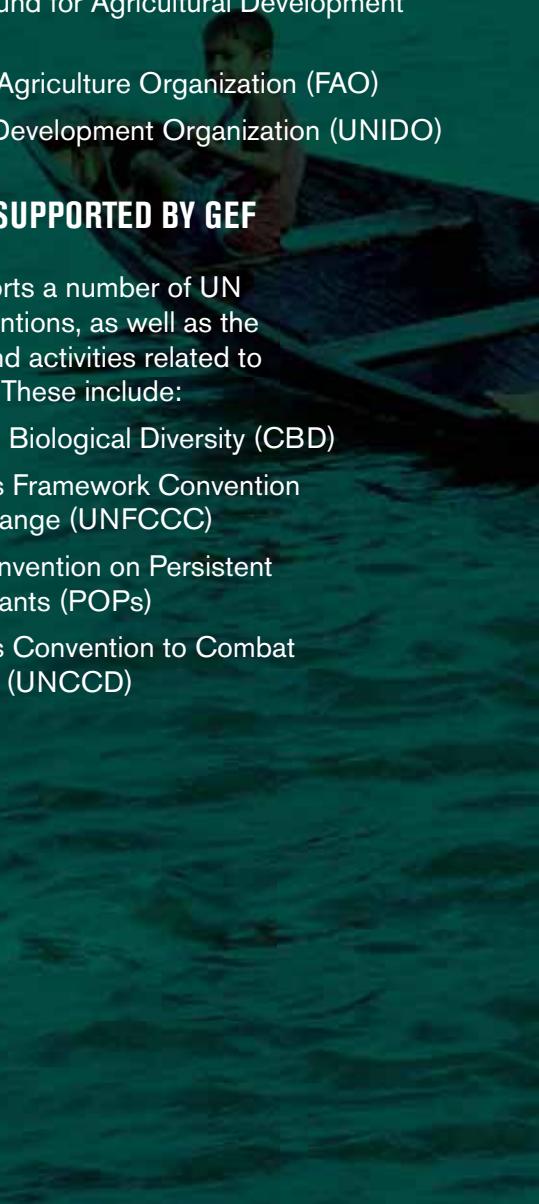 und for Agricultural Development
Agriculture Organization (FAO)
Development Organization (UNIDO)
SUPPORTED BY GEF
orts a number of UN
entions, as well as the
nd activities related to
These include:
Biological Diversity (CBD)
s Framework Convention
ange (UNFCCC)
nvention on Persistent
ants (POPs)
s Convention to Combat
(UNCCD)